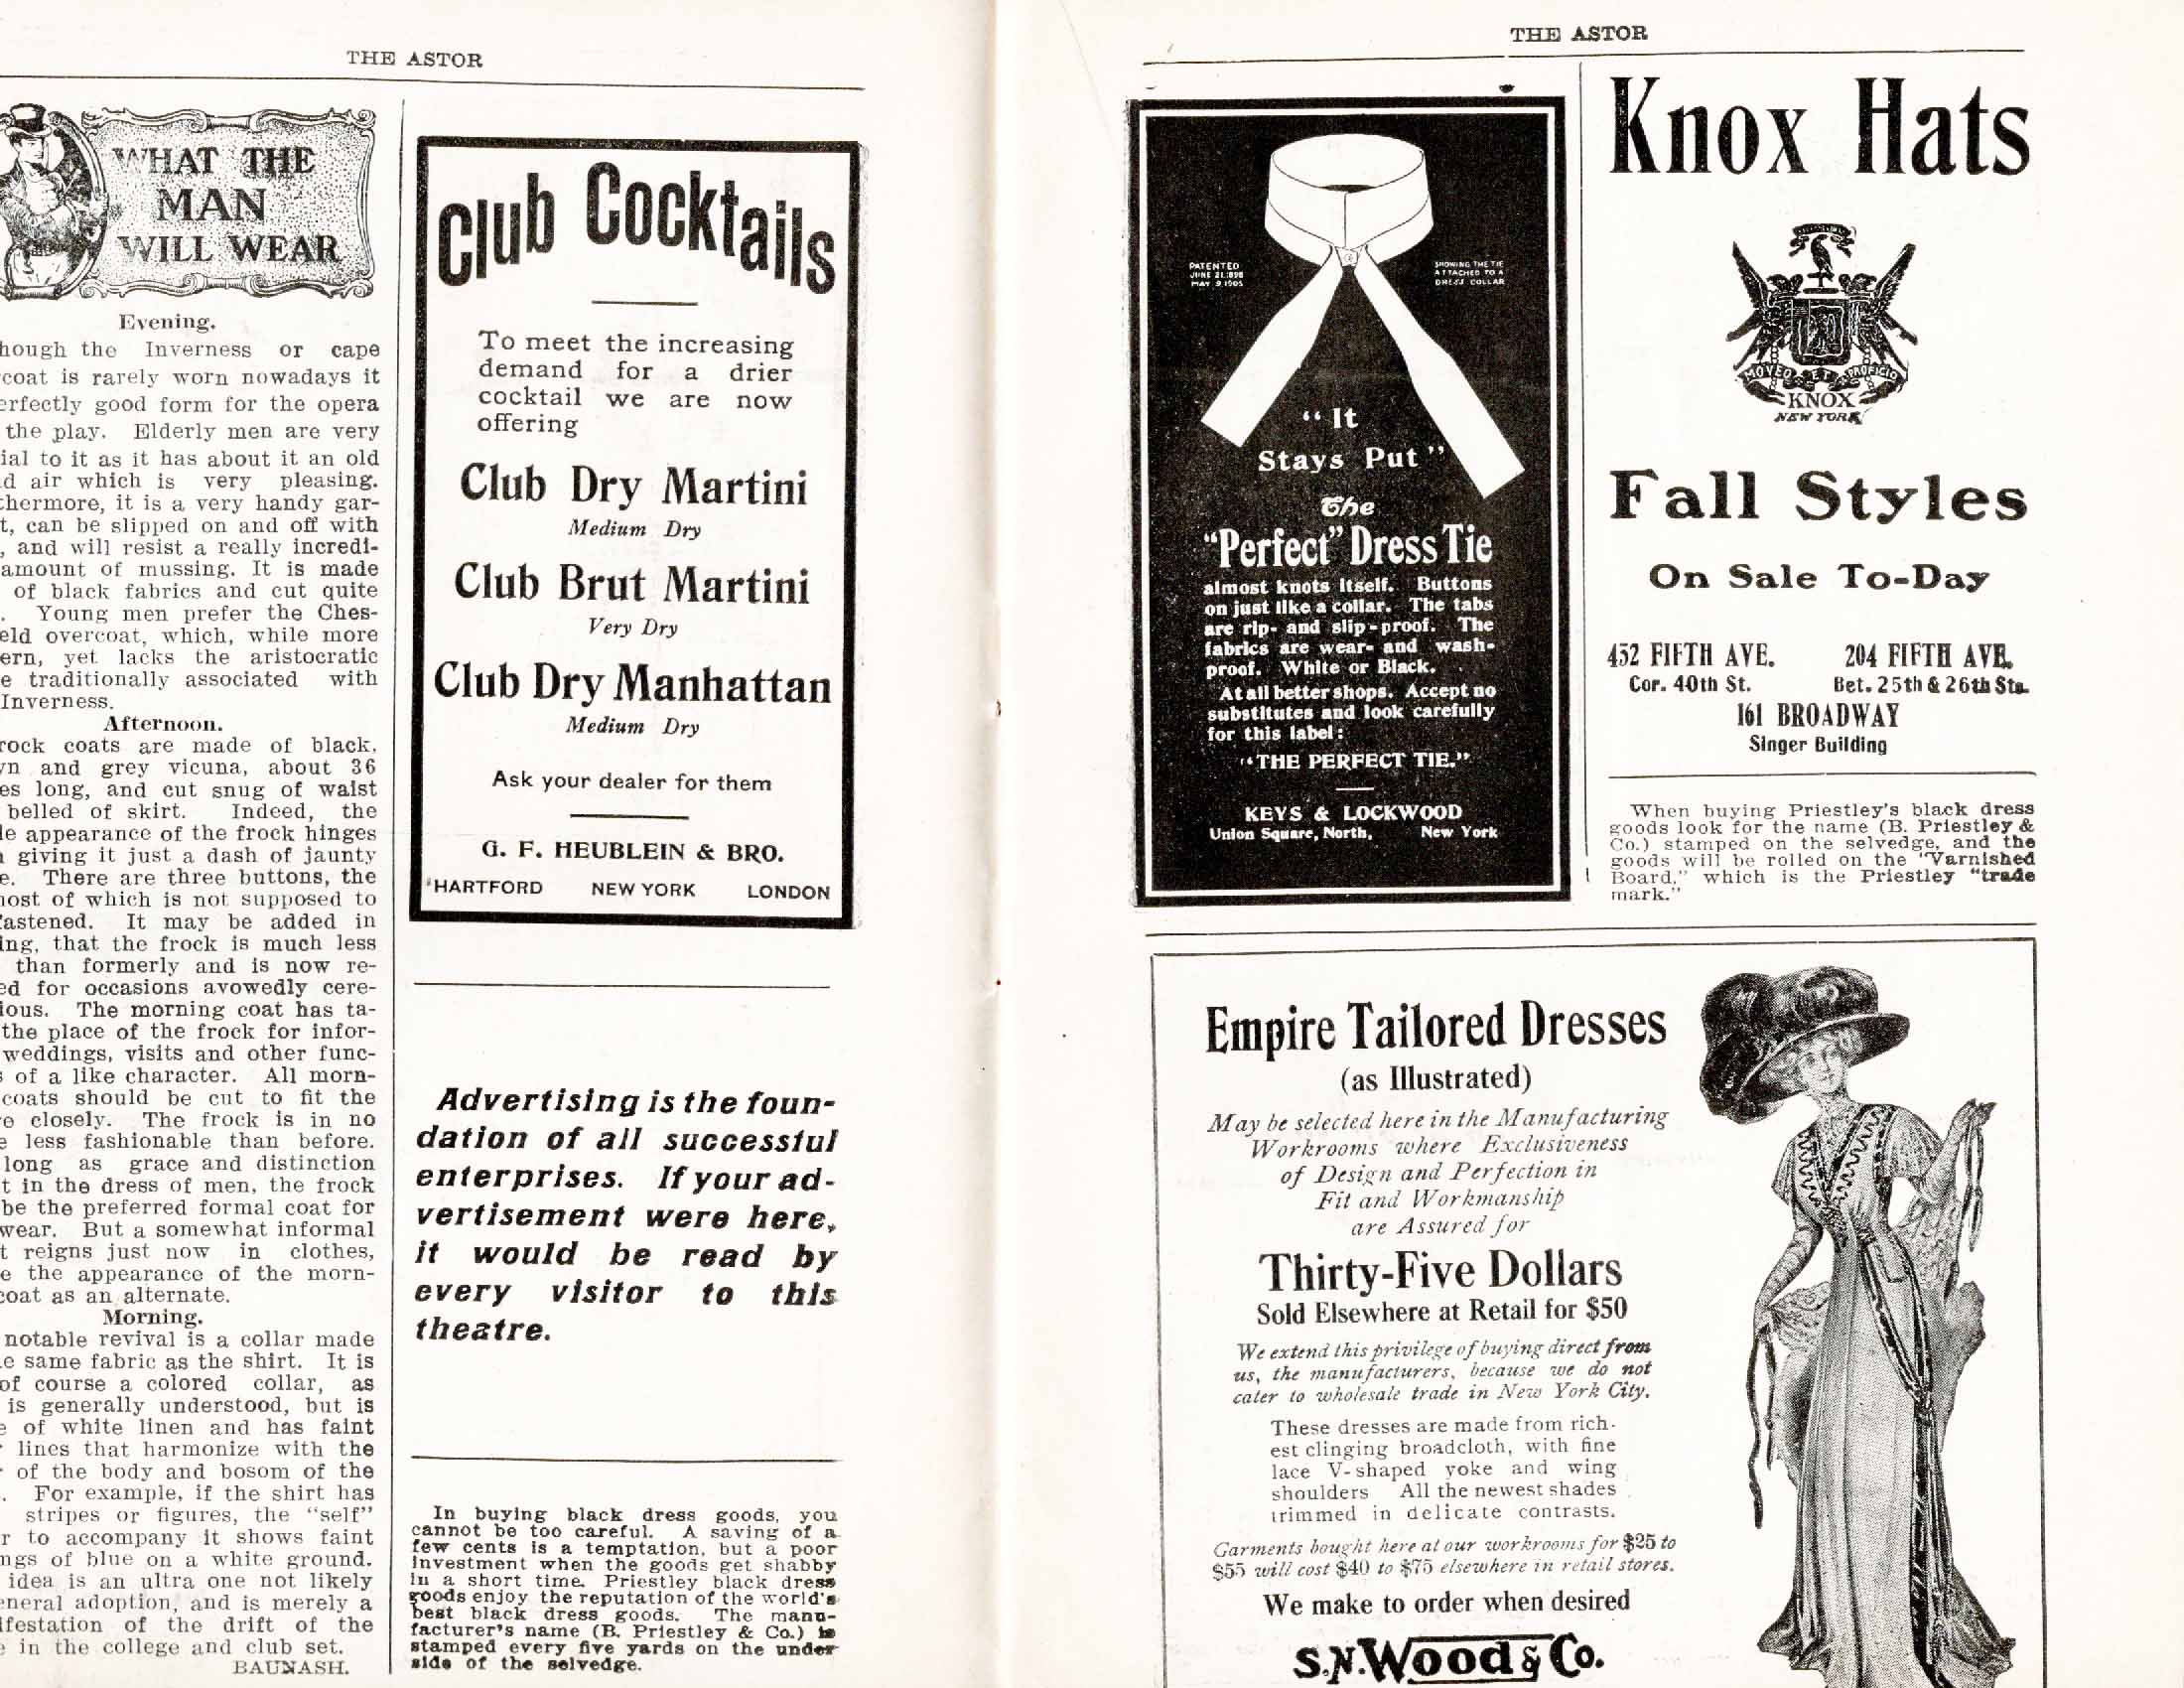 THE ASTOR
WHAT THE
MAN
WILL WEAR
Evening.
hough the Inverness or cape
coat is rarely worn nowadays it
erfectly good form for the opera
the play. Elderly men are very
ial to it as it has about it an old
d air which is very pleasing.
thermore, it is a very handy gar-
t, can be slipped on and off with
, and will resist a really incredi-
amount of mussing. It is made
of black fabrics and cut quite
. Young men prefer the Ches-
eld overcoat, which, while more
ern, yet lacks the aristocratic
e traditionally associated with
Inverness.
Afternoon.
rock coats are made of black,
wn and grey vicuna, about 36
es long, and cut snug of waist
belled of skirt. Indeed, the
le appearance of the frock hinges
n giving it just a dash of jaunty
e. There are three buttons, the
most of which is not supposed to
fastened. It may be added in
ing, that the frock is much less
than formerly and is now re-
ed for occasions avowedly cere-
ious. The morning coat has ta-
the place of the frock for infor-
weddings, visits and other func-
s of a like character. All morn-
coats should be cut to fit the
re closely. The frock is in no
e less fashionable than before.
long as grace and distinction
t in the dress of men, the frock
be the preferred formal coat for
wear. But a somewhat informal
t reigns just now in clothes,
e the appearance of the morn-
coat as an alternate.
Morning.
notable revival is a collar made
e same fabric as the shirt. It is
of course a colored collar, as
is generally understood, but is
e of white linen and has faint
r lines that harmonize with the
r of the body and bosom of the
. For example, if the shirt has
stripes or figures, the "self"
r to accompany it shows faint
ngs of blue on a white ground.
idea is an ultra one not likely
eneral adoption, and is merely a
ifestation of the drift of the
e in the college and club set.
BAUNASH.
Club Cocktails
To meet the increasing
demand for a drier
cocktail we are now
offering
Club Dry Martini
Medium Dry
Club Brut Martini
Very Dry
Club Dry Manhattan
Medium Dry
Ask your dealer for them
G. F. HEUBLEIN & BRO.
HARTFORD NEW YORK LONDON
Advertising is the foun-
dation of all successful
enterprises. If your ad-
vertisement were here,
it would be read by
every visitor to this
theatre.
In buying black dress goods, you
cannot be too careful. A saving of a
few cents is a temptation, but a poor
investment when the goods get shabby
in a short time. Priestley black dress
goods enjoy the reputation of the world's
best black dress goods. The manu-
facturer's name (B. Priestley & Co.) is
stamped every five yards on the under
side of the selvedge.
THE ASTOR
PATENTED
JUNE 21.1898
MAY 9 1905
SHOWING THE TIE
ATTACHED TO A
DRESS COLLAR
"It
Stays Put"
The
"Perfect" Dress Tie
almost knots itself. Buttons
on just like a collar. The tabs
are rip- and slip-proof. The
fabrics are wear- and wash-
proof. White or Black.
At all better shops. Accept no
substitutes and look carefully
for this label:
"THE PERFECT TIE."
KEYS & LOCKWOOD
Union Square, North, New York
Knox Hats
MOVEO ET PROFICIO
KNOX
NEW YORK
Fall Styles
On Sale To-Day
452 FIFTH AVE. 204 FIFTH AVE.
Cor. 40th St. Bet. 25th & 26th Sts.
161 BROADWAY
Singer Building
When buying Priestley's black dress
goods look for the name (B. Priestley &
Co.) stamped on the selvedge, and the
goods will be rolled on the "Varnished
Board," which is the Priestley "trade
mark."
Empire Tailored Dresses
(as Illustrated)
May be selected here in the Manufacturing
Workrooms where Exclusiveness
of Design and Perfection in
Fit and Workmanship
are Assured for
Thirty-Five Dollars
Sold Elsewhere at Retail for $50
We extend this privilege of buying direct from
us, the manufacturers, because we do not
cater to wholesale trade in New York City.
These dresses are made from rich-
est clinging broadcloth, with fine
lace V-shaped yoke and wing
shoulders All the newest shades
trimmed in delicate contrasts.
Garments bought here at our workrooms for $25 to
$55 will cost $40 to $75 elsewhere in retail stores.
We make to order when desired
S.N. Wood & Co.